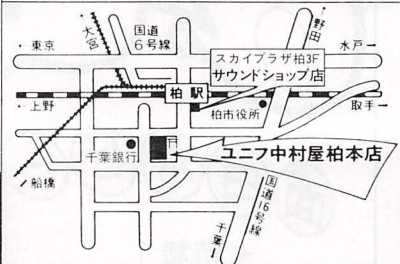 国道
6号線
大宮
野田
←東京
水戸→
スカイプラザ柏3F
サウンドショップ店
柏駅
←上野
取手→
柏市役所
千葉銀行
ユニフ中村屋柏本店
船橋
国道16号線
千葉